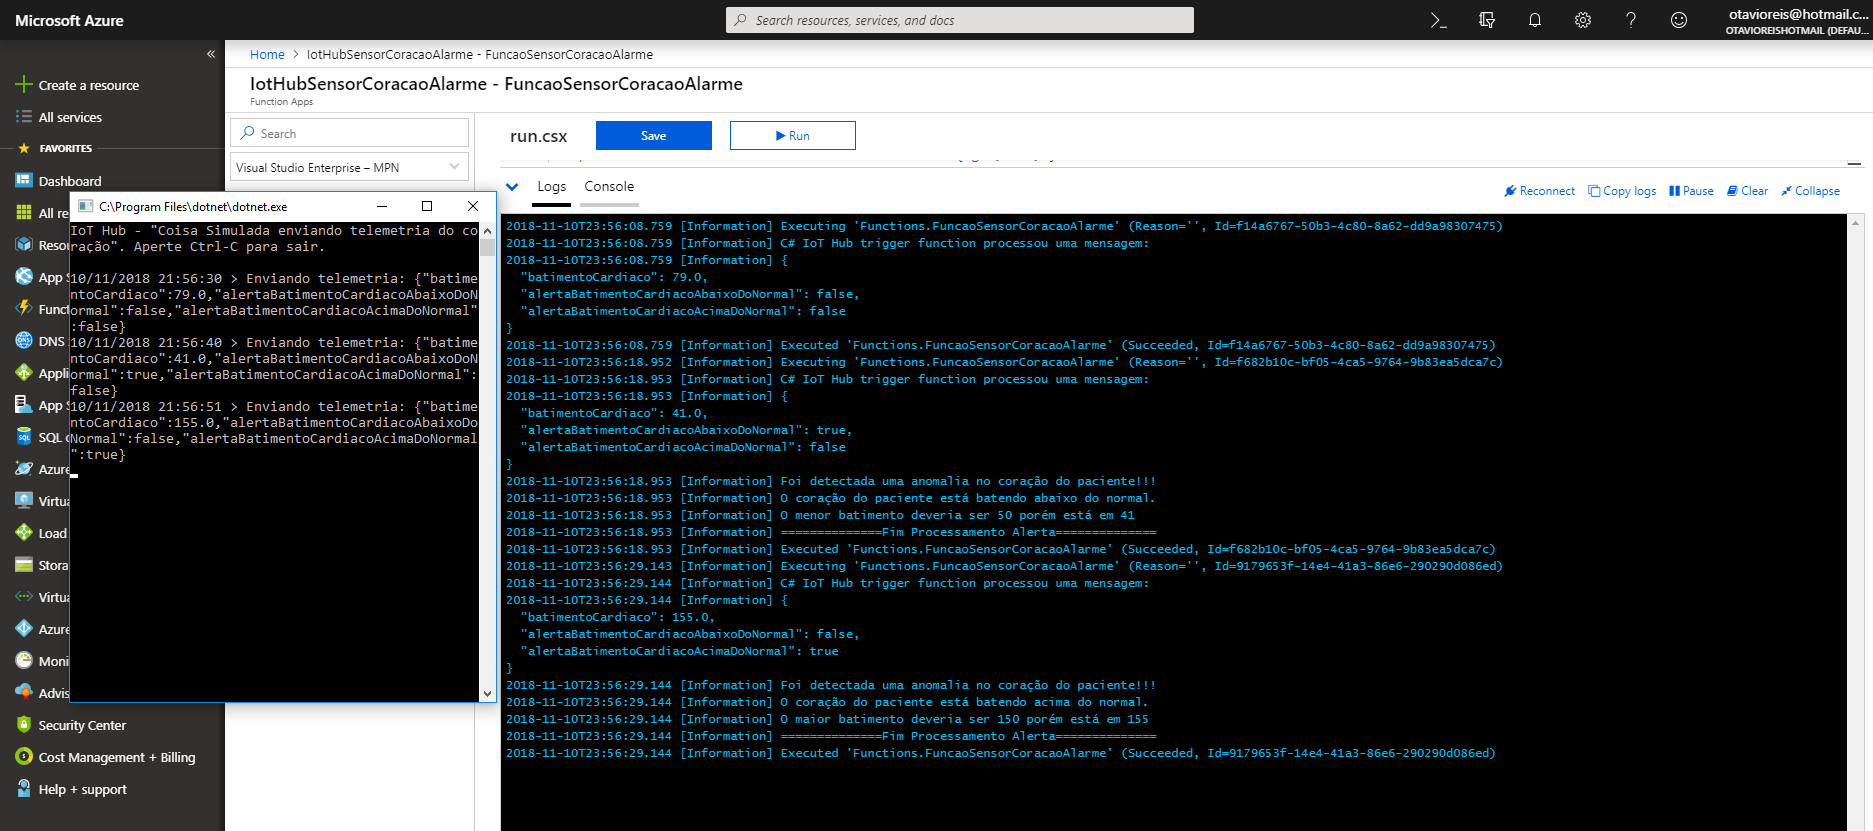 Microsoft Azure
Search resources, services, and docs
otavioreis@hotmail.c...
OTAVIOREISHOTMAIL (DEFAU...
«
Create a resource
All services
FAVORITES
Dashboard
All re
Resou
App S
Funct
DNS
Appli
App S
SQL
Azure
Virtua
Load
Stora
Virtua
Azure
Moni
Advis
Security Center
Cost Management + Billing
Help + support
Home > IotHubSensorCoracaoAlarme - FuncaoSensorCoracaoAlarme
IotHubSensorCoracaoAlarme - FuncaoSensorCoracaoAlarme
Function Apps
Search
Visual Studio Enterprise – MPN
run.csx
Save
Run
Logs
Console
Reconnect
Copy logs
Pause
Clear
Collapse
C:\Program Files\dotnet\dotnet.exe
IoT Hub - "Coisa Simulada enviando telemetria do co
ração". Aperte Ctrl-C para sair.
10/11/2018 21:56:30 > Enviando telemetria: {"batime
ntoCardiaco":79.0,"alertaBatimentoCardiacoAbaixoDoN
ormal":false,"alertaBatimentoCardiacoAcimaDoNormal"
:false}
10/11/2018 21:56:40 > Enviando telemetria: {"batime
ntoCardiaco":41.0,"alertaBatimentoCardiacoAbaixoDoN
ormal":true,"alertaBatimentoCardiacoAcimaDoNormal":
false}
10/11/2018 21:56:51 > Enviando telemetria: {"batime
ntoCardiaco":155.0,"alertaBatimentoCardiacoAbaixoDo
Normal":false,"alertaBatimentoCardiacoAcimaDoNormal
":true}
2018-11-10T23:56:08.759 [Information] Executing 'Functions.FuncaoSensorCoracaoAlarme' (Reason='', Id=f14a6767-50b3-4c80-8a62-dd9a98307475)
2018-11-10T23:56:08.759 [Information] C# IoT Hub trigger function processou uma mensagem:
2018-11-10T23:56:08.759 [Information] {
"batimentoCardiaco": 79.0,
"alertaBatimentoCardiacoAbaixoDoNormal": false,
"alertaBatimentoCardiacoAcimaDoNormal": false
}
2018-11-10T23:56:08.759 [Information] Executed 'Functions.FuncaoSensorCoracaoAlarme' (Succeeded, Id=f14a6767-50b3-4c80-8a62-dd9a98307475)
2018-11-10T23:56:18.952 [Information] Executing 'Functions.FuncaoSensorCoracaoAlarme' (Reason='', Id=f682b10c-bf05-4ca5-9764-9b83ea5dca7c)
2018-11-10T23:56:18.953 [Information] C# IoT Hub trigger function processou uma mensagem:
2018-11-10T23:56:18.953 [Information] {
"batimentoCardiaco": 41.0,
"alertaBatimentoCardiacoAbaixoDoNormal": true,
"alertaBatimentoCardiacoAcimaDoNormal": false
}
2018-11-10T23:56:18.953 [Information] Foi detectada uma anomalia no coração do paciente!!!
2018-11-10T23:56:18.953 [Information] O coração do paciente está batendo abaixo do normal.
2018-11-10T23:56:18.953 [Information] O menor batimento deveria ser 50 porém está em 41
2018-11-10T23:56:18.953 [Information] ==============Fim Processamento Alerta==============
2018-11-10T23:56:18.953 [Information] Executed 'Functions.FuncaoSensorCoracaoAlarme' (Succeeded, Id=f682b10c-bf05-4ca5-9764-9b83ea5dca7c)
2018-11-10T23:56:29.143 [Information] Executing 'Functions.FuncaoSensorCoracaoAlarme' (Reason='', Id=9179653f-14e4-41a3-86e6-290290d086ed)
2018-11-10T23:56:29.144 [Information] C# IoT Hub trigger function processou uma mensagem:
2018-11-10T23:56:29.144 [Information] {
"batimentoCardiaco": 155.0,
"alertaBatimentoCardiacoAbaixoDoNormal": false,
"alertaBatimentoCardiacoAcimaDoNormal": true
}
2018-11-10T23:56:29.144 [Information] Foi detectada uma anomalia no coração do paciente!!!
2018-11-10T23:56:29.144 [Information] O coração do paciente está batendo acima do normal.
2018-11-10T23:56:29.144 [Information] O maior batimento deveria ser 150 porém está em 155
2018-11-10T23:56:29.144 [Information] ==============Fim Processamento Alerta==============
2018-11-10T23:56:29.144 [Information] Executed 'Functions.FuncaoSensorCoracaoAlarme' (Succeeded, Id=9179653f-14e4-41a3-86e6-290290d086ed)